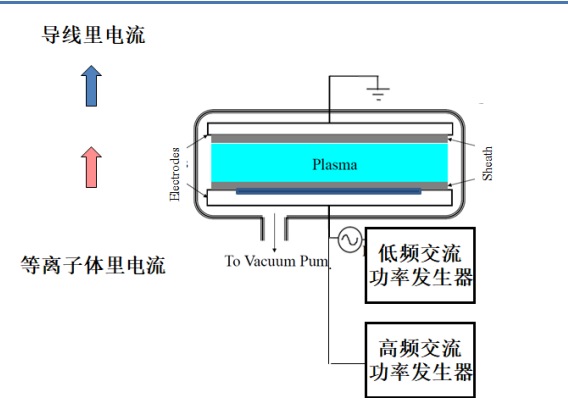 导线里电流
Electrodes
Plasma
Sheath
等离子体里电流
To Vacuum Pum
低频交流
功率发生器
高频交流
功率发生器